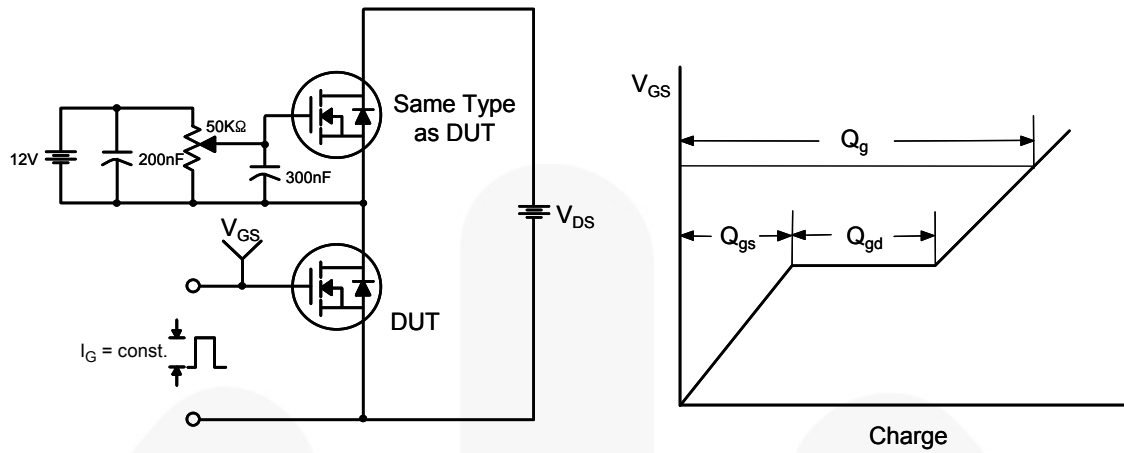 Same Type
as DUT
50KΩ
12V
200nF
300nF
V_GS
V_DS
DUT
I_G = const.
V_GS
Q_g
Q_gs
Q_gd
Charge